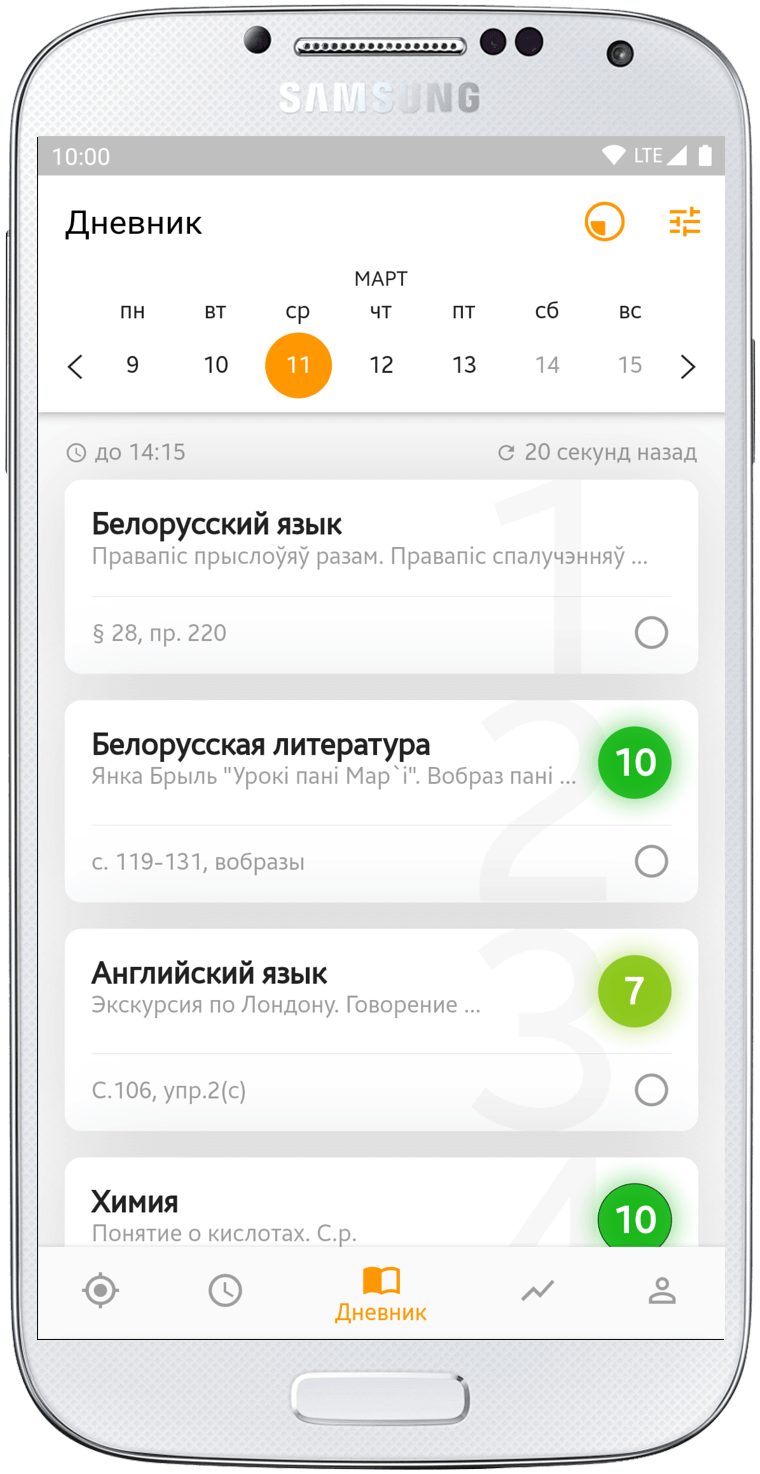 SAMSUNG
10:00 LTE
Дневник
МАРТ
пн вт ср чт пт сб вс
9 10 11 12 13 14 15
до 14:15 20 секунд назад
1
Белорусский язык
Правапіс прыслоўяў разам. Правапіс спалучэнняў ...
§ 28, пр. 220
2
Белорусская литература 10
Янка Брыль "Урокі пані Мар`і". Вобраз пані ...
с. 119-131, вобразы
3
Английский язык 7
Экскурсия по Лондону. Говорение ...
С.106, упр.2(с)
4
Химия 10
Понятие о кислотах. С.р.
Дневник